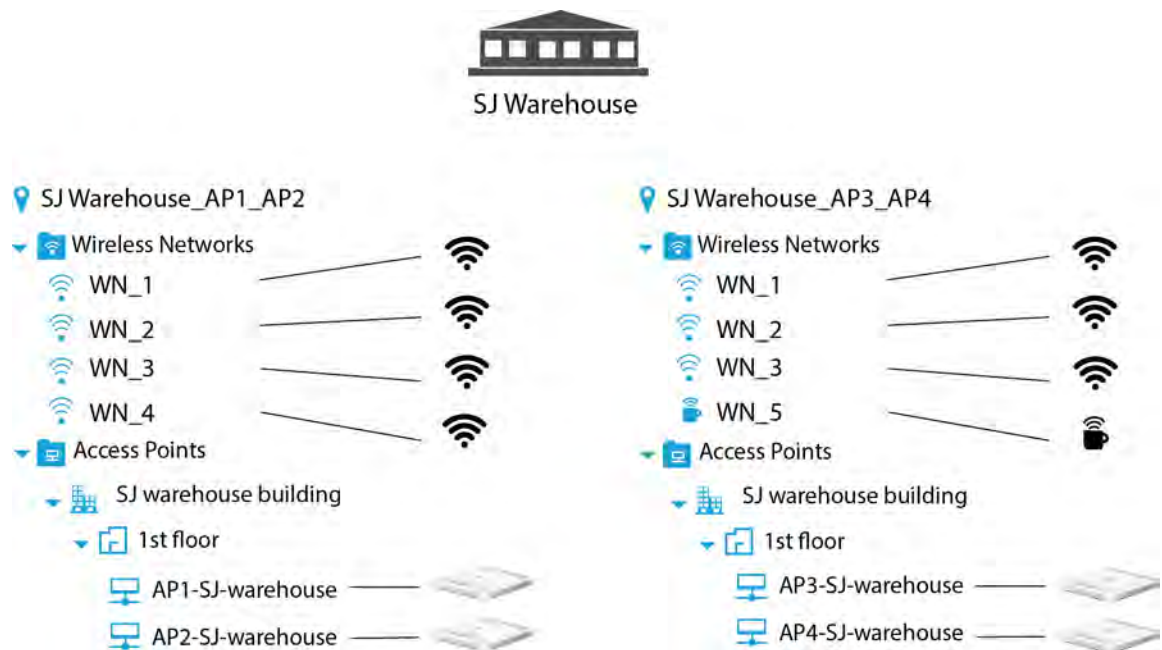 SJ Warehouse
SJ Warehouse_AP1_AP2
Wireless Networks
WN_1
WN_2
WN_3
WN_4
Access Points
SJ warehouse building
1st floor
AP1-SJ-warehouse
AP2-SJ-warehouse
SJ Warehouse_AP3_AP4
Wireless Networks
WN_1
WN_2
WN_3
WN_5
Access Points
SJ warehouse building
1st floor
AP3-SJ-warehouse
AP4-SJ-warehouse